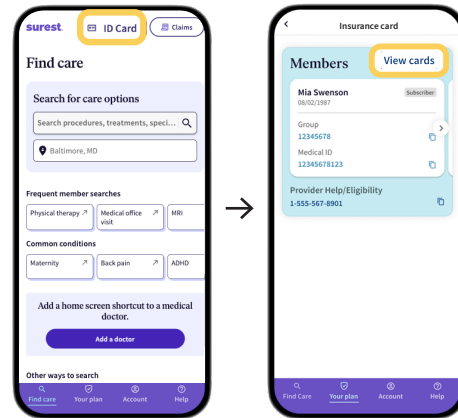 surest.
ID Card
Claims
Find care
Search for care options
Search procedures, treatments, speci...
Baltimore, MD
Frequent member searches
Physical therapy
Medical office visit
MRI
Common conditions
Maternity
Back pain
ADHD
Add a home screen shortcut to a medical
doctor.
Add a doctor
Other ways to search
Find care
Your plan
Account
Help
Insurance card
Members
View cards
Mia Swenson
Subscriber
08/02/1987
Group
12345678
Medical ID
12345678123
Provider Help/Eligibility
1-555-567-8901
Find Care
Your plan
Account
Help